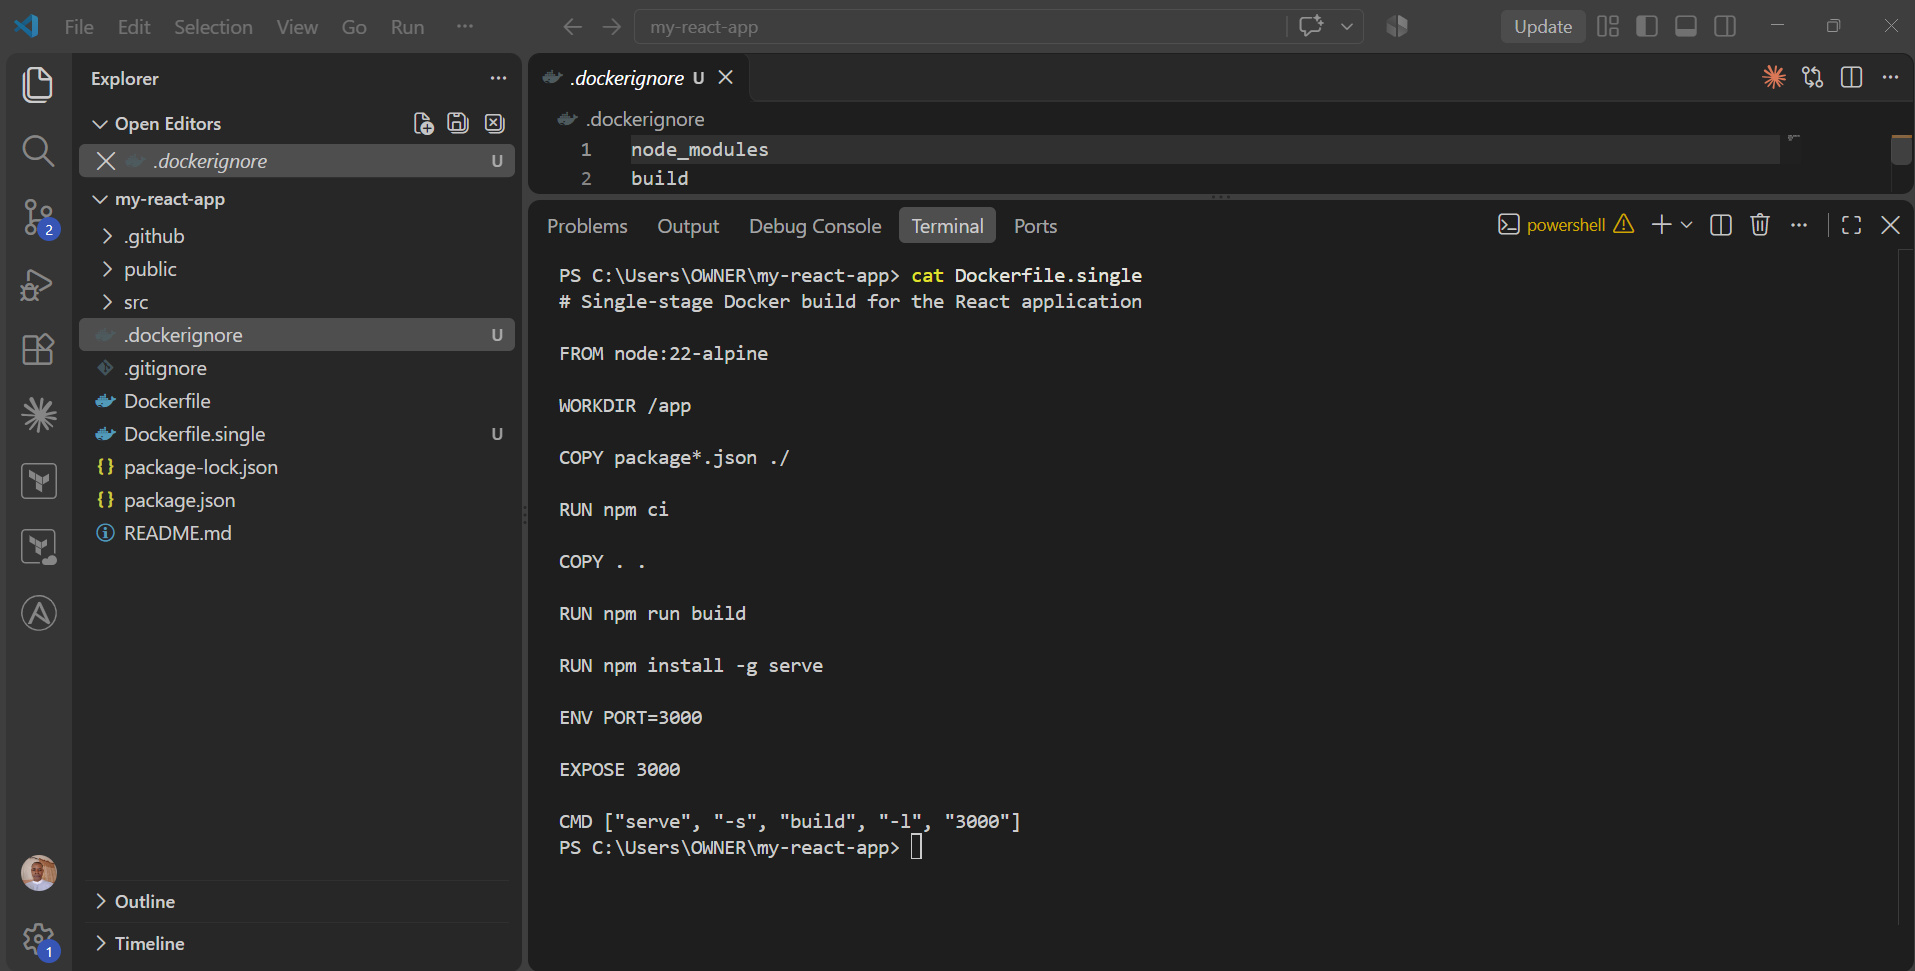 File Edit Selection View Go Run ···
my-react-app
Update
Explorer
Open Editors
.dockerignore U
my-react-app
.github
public
src
.dockerignore U
.gitignore
Dockerfile
Dockerfile.single U
package-lock.json
package.json
README.md
Outline
Timeline
2
1
.dockerignore U
.dockerignore
1 node_modules
2 build
Problems Output Debug Console Terminal Ports
powershell
PS C:\Users\OWNER\my-react-app> cat Dockerfile.single
# Single-stage Docker build for the React application
FROM node:22-alpine
WORKDIR /app
COPY package*.json ./
RUN npm ci
COPY . .
RUN npm run build
RUN npm install -g serve
ENV PORT=3000
EXPOSE 3000
CMD ["serve", "-s", "build", "-l", "3000"]
PS C:\Users\OWNER\my-react-app>